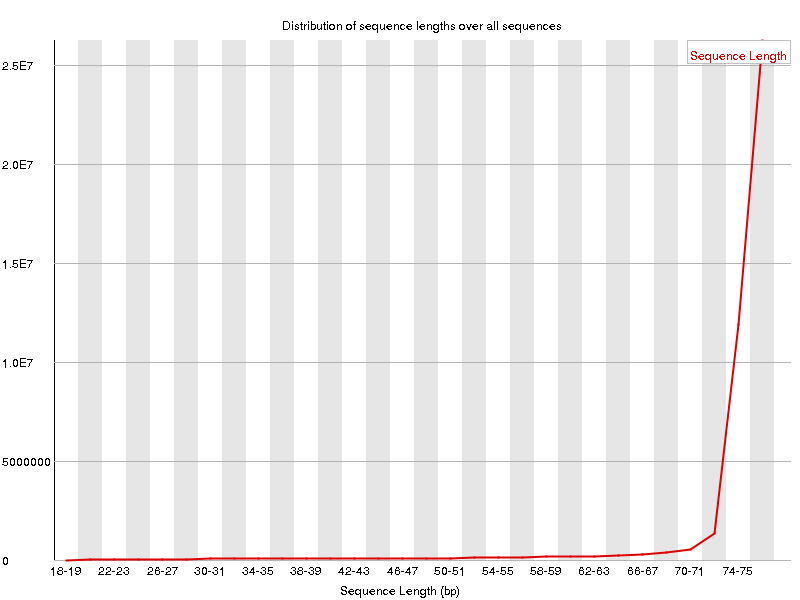 Distribution of sequence lengths over all sequences
Sequence Length
2.5E7
2.0E7
1.5E7
1.0E7
5000000
0
18-19 22-23 26-27 30-31 34-35 38-39 42-43 46-47 50-51 54-55 58-59 62-63 66-67 70-71 74-75
Sequence Length (bp)